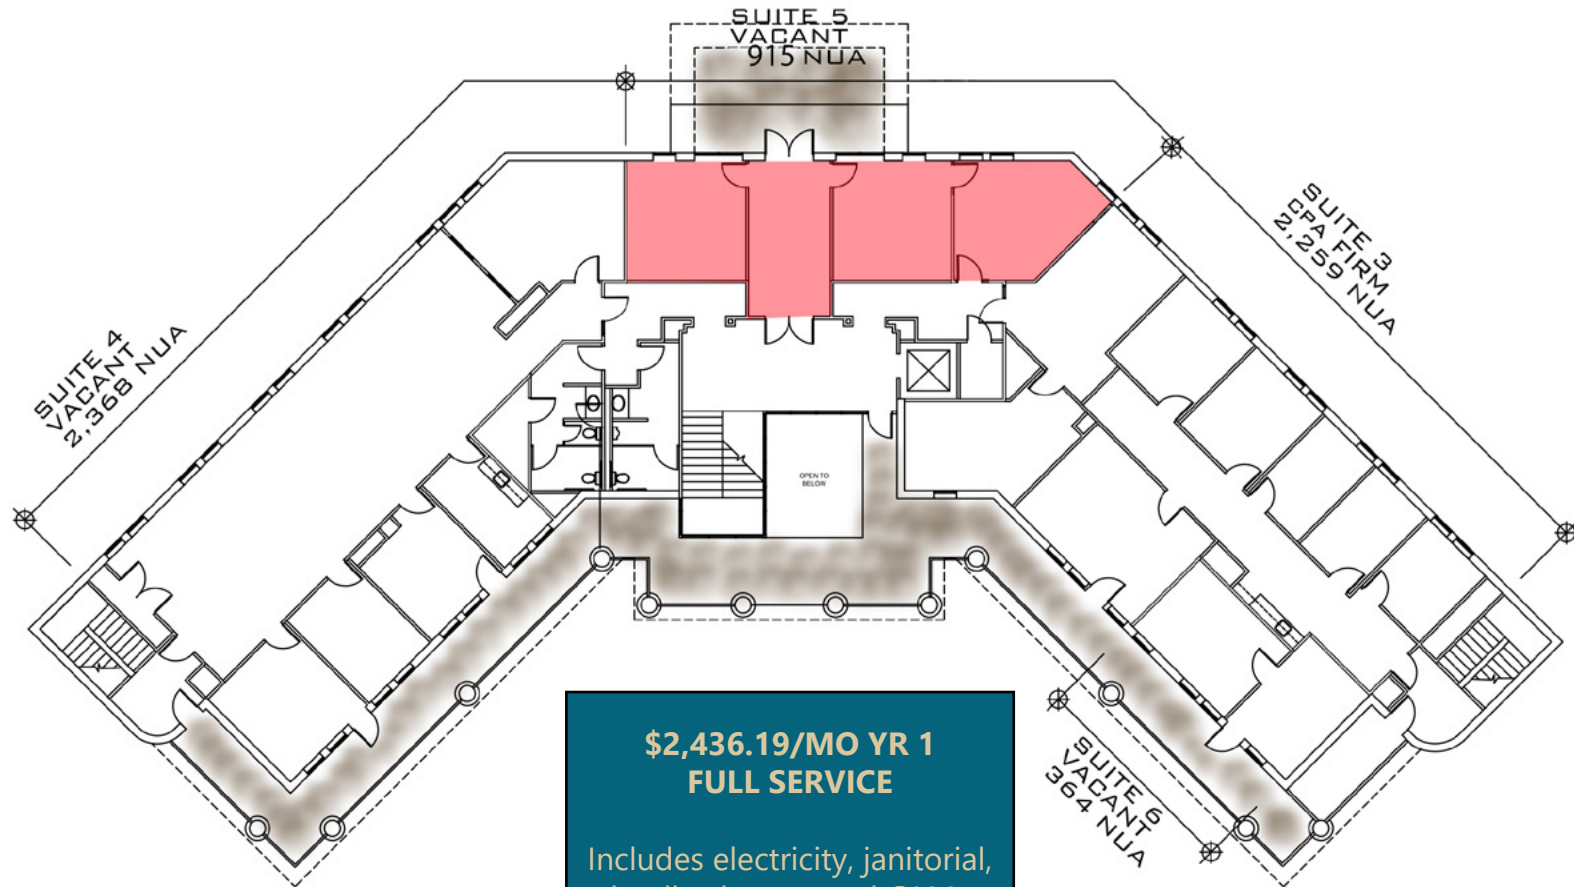 SUITE 5
VACANT
915 NUA
SUITE 4
VACANT
2,368 NUA
SUITE 3
CPA FIRM
2,259 NUA
OPEN TO
BELOW
SUITE 6
VACANT
364 NUA
$2,436.19/MO YR 1
FULL SERVICE
Includes electricity, janitorial,